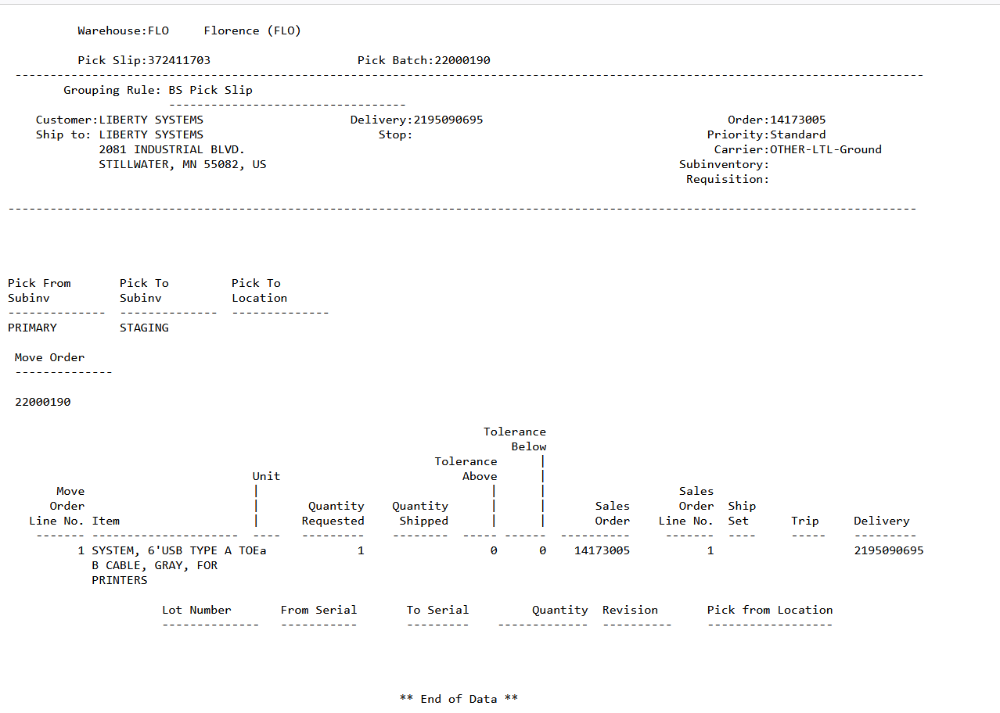 Warehouse:FLO     Florence (FLO)
Pick Slip:372411703                     Pick Batch:22000190
----------------------------------------------------------------------------------------------------------------------------------
Grouping Rule: BS Pick Slip
----------------------------------
Customer:LIBERTY SYSTEMS                     Delivery:2195090695                                   Order:14173005
Ship to: LIBERTY SYSTEMS                         Stop:                                          Priority:Standard
2081 INDUSTRIAL BLVD.                                                                   Carrier:OTHER-LTL-Ground
STILLWATER, MN 55082, US                                                           Subinventory:
Requisition:
----------------------------------------------------------------------------------------------------------------------------------
Pick From       Pick To         Pick To
Subinv          Subinv          Location
--------------  --------------  --------------
PRIMARY         STAGING
Move Order
--------------
22000190
Tolerance
Below
Tolerance      |
Unit                          Above      |
Move                        |                                 |      |                   Sales
Order                        |       Quantity    Quantity      |      |       Sales       Order  Ship
Line No. Item                   |      Requested     Shipped      |      |       Order    Line No.  Set      Trip     Delivery
------- ---------------------  ----   ---------    --------  ----- ------  ----------     -------  ----     -----    ---------
1 SYSTEM, 6'USB TYPE A TOEa             1                  0      0    14173005           1                    2195090695
B CABLE, GRAY, FOR
PRINTERS
Lot Number       From Serial       To Serial         Quantity  Revision       Pick from Location
--------------   -----------       ---------    -------------  ----------     ------------------
** End of Data **